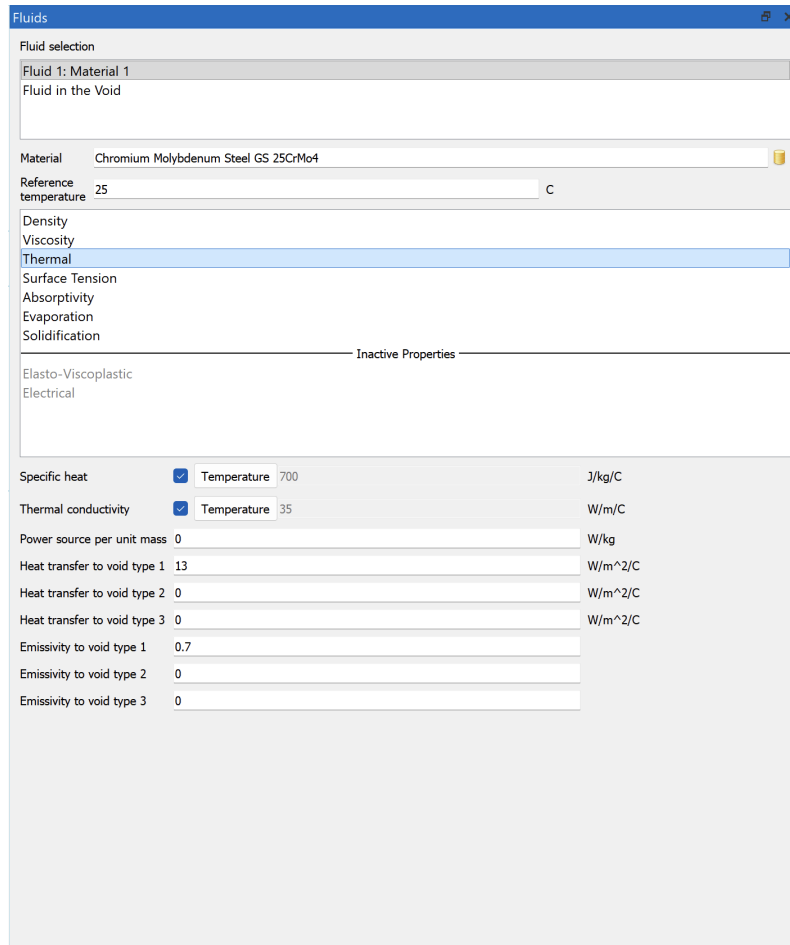 Fluids
Fluid selection
Fluid 1: Material 1
Fluid in the Void
Material Chromium Molybdenum Steel GS 25CrMo4
Reference temperature 25 C
Density
Viscosity
Thermal
Surface Tension
Absorptivity
Evaporation
Solidification
Inactive Properties
Elasto-Viscoplastic
Electrical
Specific heat Temperature 700 J/kg/C
Thermal conductivity Temperature 35 W/m/C
Power source per unit mass 0 W/kg
Heat transfer to void type 1 13 W/m^2/C
Heat transfer to void type 2 0 W/m^2/C
Heat transfer to void type 3 0 W/m^2/C
Emissivity to void type 1 0.7
Emissivity to void type 2 0
Emissivity to void type 3 0